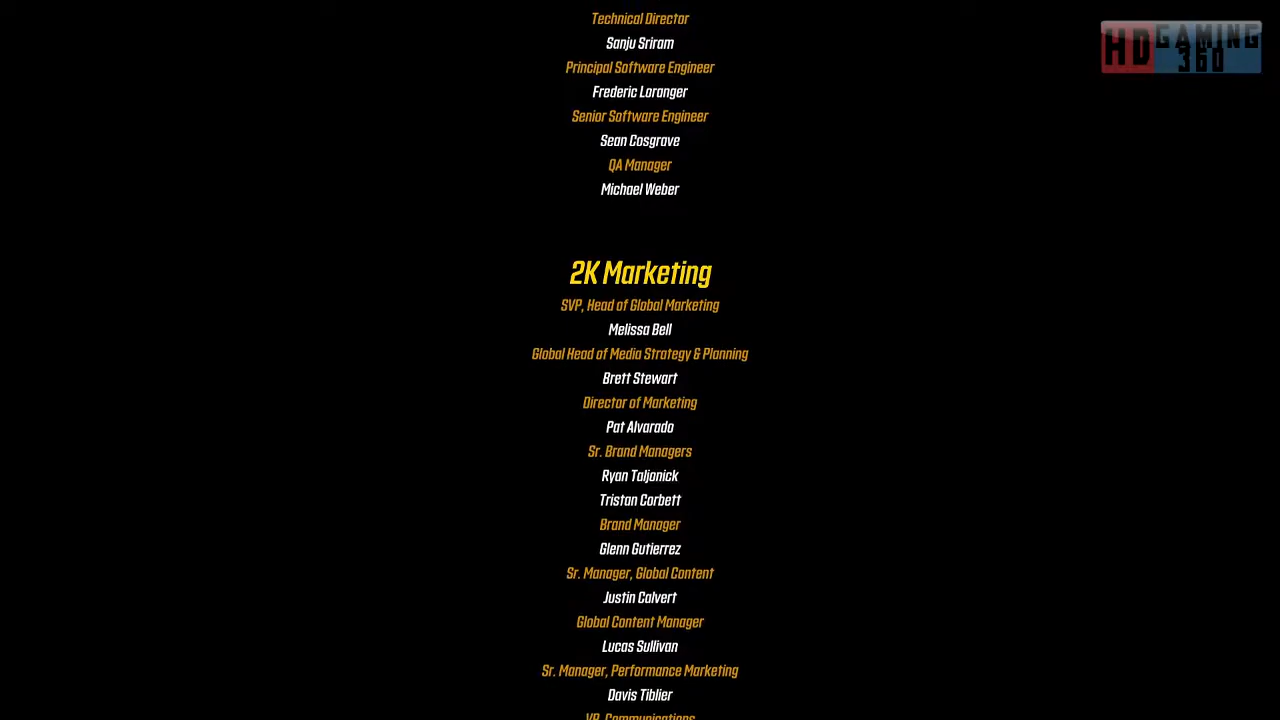 Technical Director
Sanju Sriram
Principal Software Engineer
Frederic Loranger
Senior Software Engineer
Sean Cosgrave
QA Manager
Michael Weber
2K Marketing
SVP, Head of Global Marketing
Melissa Bell
Global Head of Media Strategy & Planning
Brett Stewart
Director of Marketing
Pat Alvarado
Sr. Brand Managers
Ryan Taljonick
Tristan Corbett
Brand Manager
Glenn Gutierrez
Sr. Manager, Global Content
Justin Calvert
Global Content Manager
Lucas Sullivan
Sr. Manager, Performance Marketing
Davis Tiblier
VP, Communications
HD GAMING 360